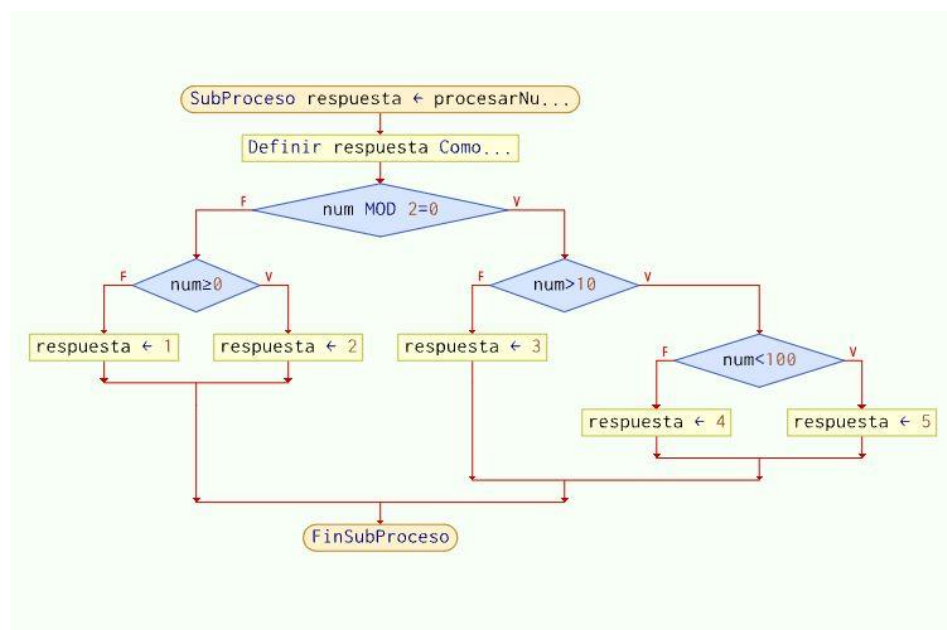 SubProceso respuesta ← procesarNu...
Definir respuesta Como...
F
num MOD 2=0
V
F
num≥0
V
F
num>10
V
respuesta ← 1
respuesta ← 2
respuesta ← 3
F
num<100
V
respuesta ← 4
respuesta ← 5
FinSubProceso